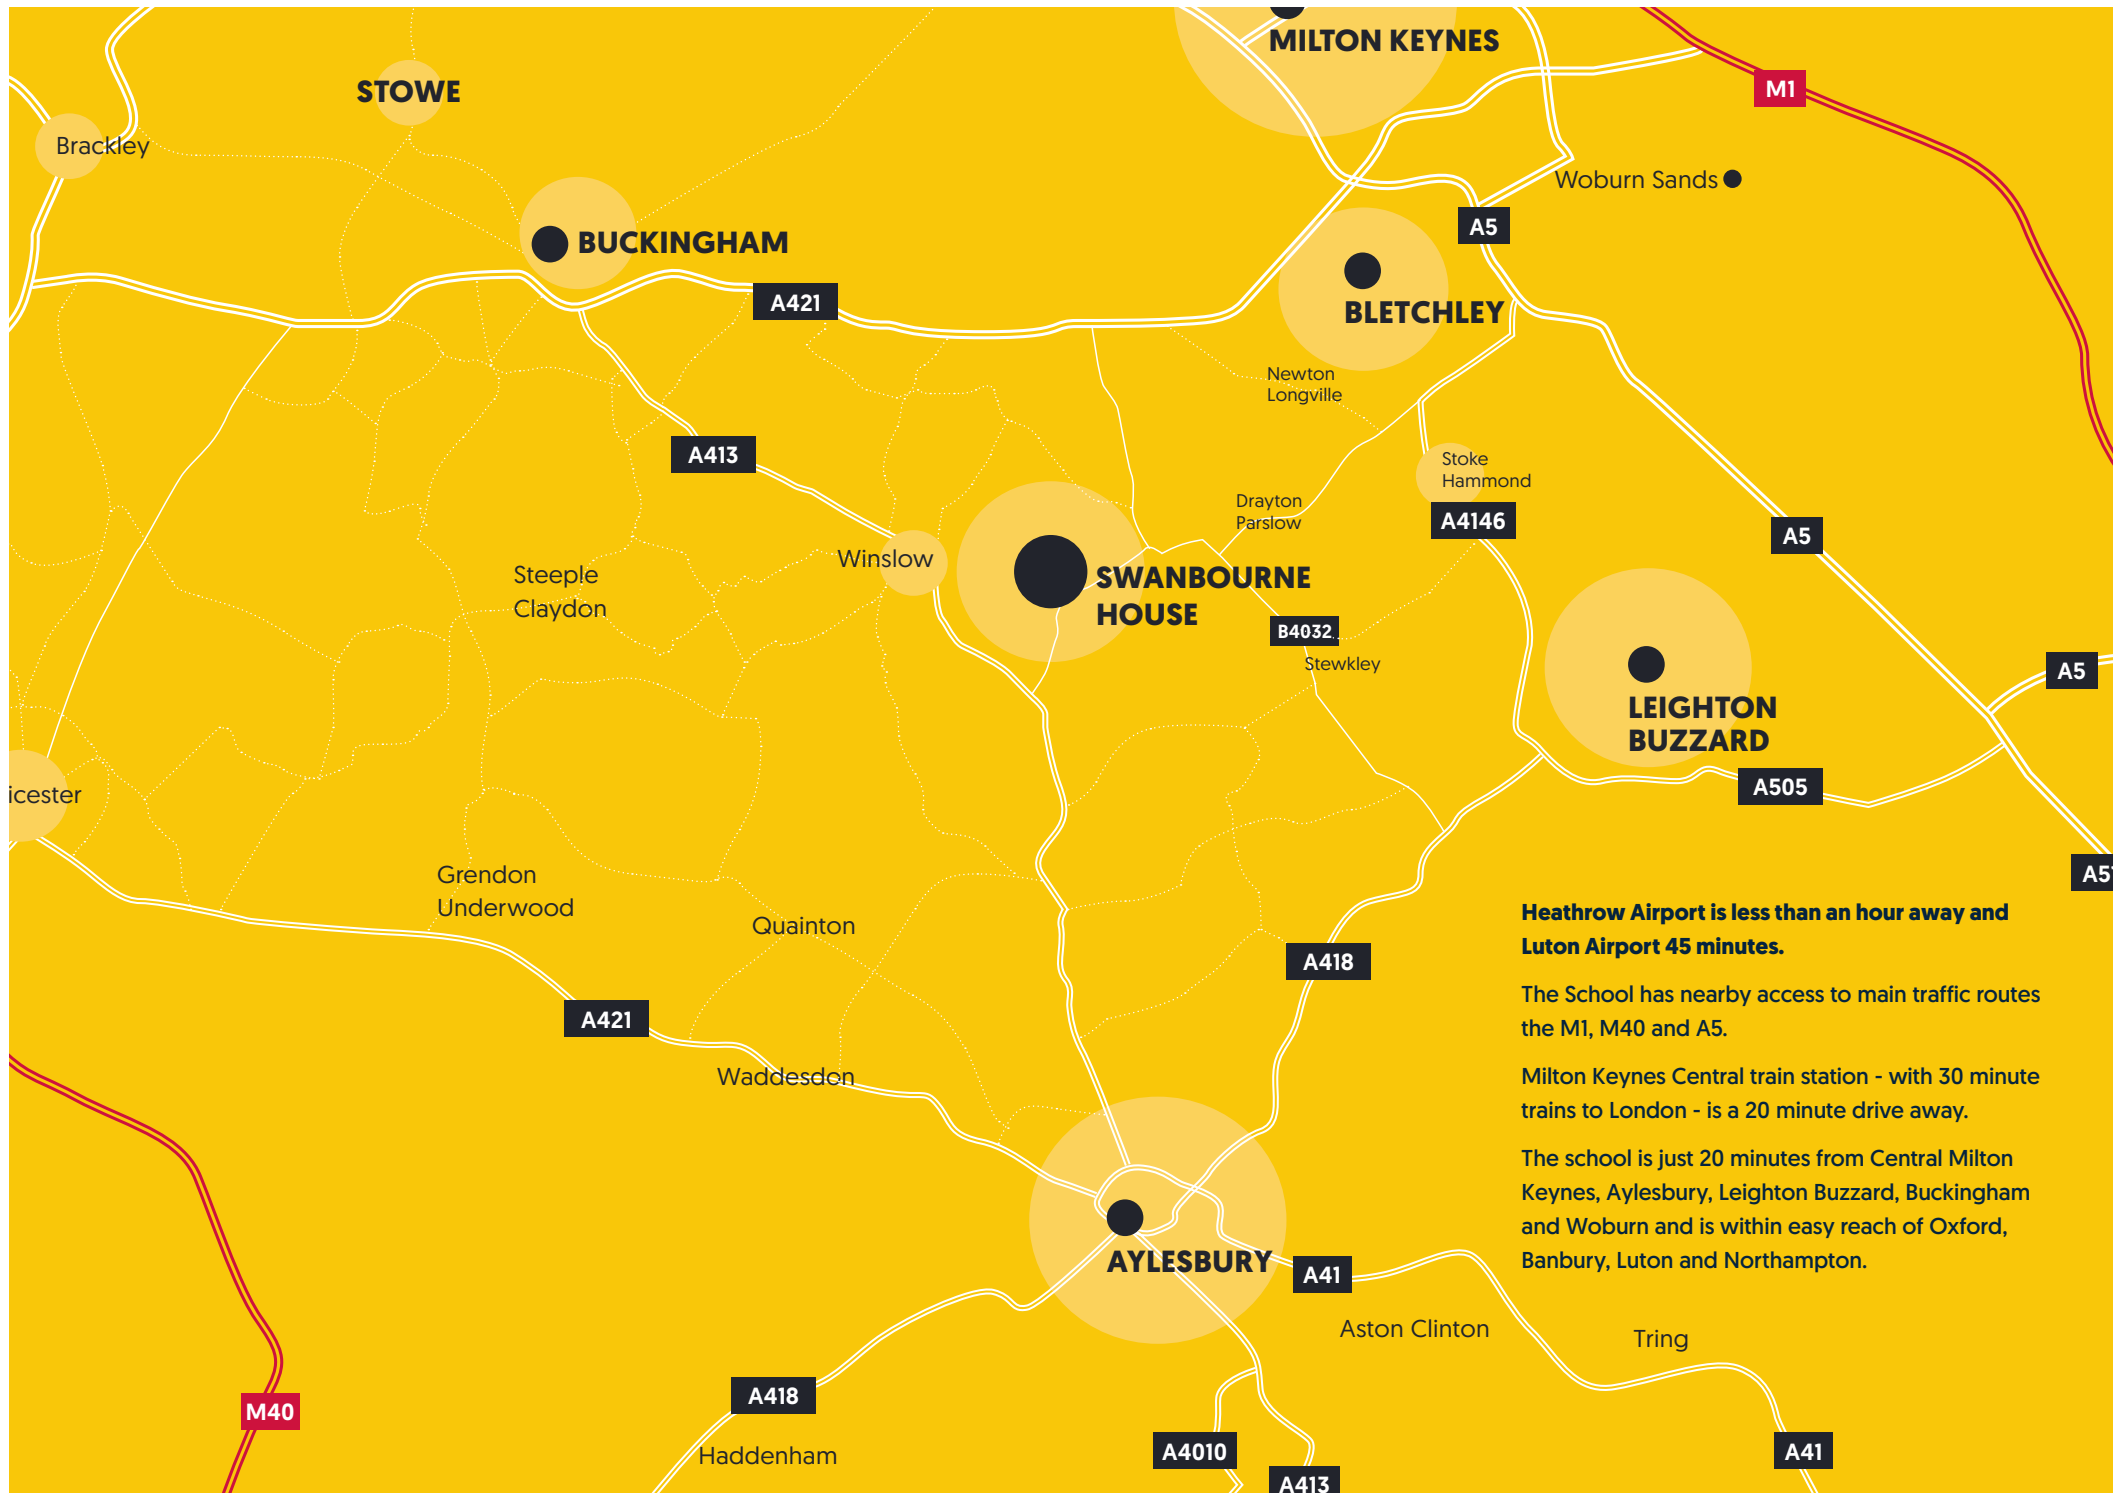 MILTON KEYNES
STOWE
M1
Brackley
Woburn Sands
A5
BUCKINGHAM
A421
BLETCHLEY
Newton
Longville
A413
Stoke
Hammond
Drayton
Parslow
A4146
A5
Winslow
Steeple
Claydon
SWANBOURNE
HOUSE
B4032
Stewkley
A5
LEIGHTON
BUZZARD
A505
icester
Grendon
Underwood
Quainton
A5
A418
Heathrow Airport is less than an hour away and
Luton Airport 45 minutes.
The School has nearby access to main traffic routes
the M1, M40 and A5.
Milton Keynes Central train station - with 30 minute
trains to London - is a 20 minute drive away.
The school is just 20 minutes from Central Milton
Keynes, Aylesbury, Leighton Buzzard, Buckingham
and Woburn and is within easy reach of Oxford,
Banbury, Luton and Northampton.
A421
Waddesdon
AYLESBURY
A41
Aston Clinton
Tring
A418
M40
Haddenham
A4010
A41
A413